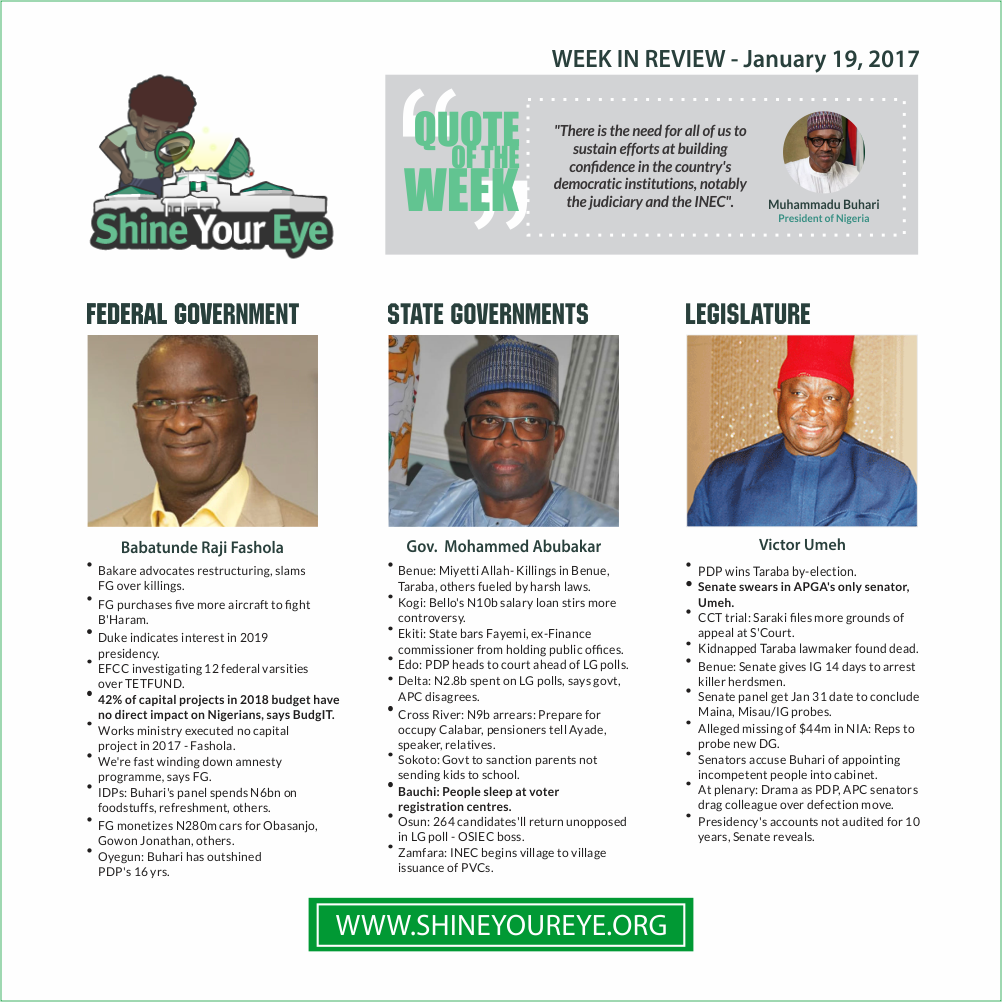 WEEK IN REVIEW - January 19, 2017
Shine Your Eye
QUOTE
OF THE
WEEK
"There is the need for all of us to
sustain efforts at building
confidence in the country's
democratic institutions, notably
the judiciary and the INEC".
Muhammadu Buhari
President of Nigeria
FEDERAL GOVERNMENT
Babatunde Raji Fashola
• Bakare advocates restructuring, slams
FG over killings.
• FG purchases five more aircraft to fight
B'Haram.
• Duke indicates interest in 2019
presidency.
• EFCC investigating 12 federal varsities
over TETFUND.
• 42% of capital projects in 2018 budget have
no direct impact on Nigerians, says BudgIT.
• Works ministry executed no capital
project in 2017 - Fashola.
• We're fast winding down amnesty
programme, says FG.
• IDPs: Buhari's panel spends N6bn on
foodstuffs, refreshment, others.
• FG monetizes N280m cars for Obasanjo,
Gowon Jonathan, others.
• Oyegun: Buhari has outshined
PDP's 16 yrs.
STATE GOVERNMENTS
Gov. Mohammed Abubakar
• Benue: Miyetti Allah- Killings in Benue,
Taraba, others fueled by harsh laws.
• Kogi: Bello's N10b salary loan stirs more
controversy.
• Ekiti: State bars Fayemi, ex-Finance
commissioner from holding public offices.
• Edo: PDP heads to court ahead of LG polls.
• Delta: N2.8b spent on LG polls, says govt,
APC disagrees.
• Cross River: N9b arrears: Prepare for
occupy Calabar, pensioners tell Ayade,
speaker, relatives.
• Sokoto: Govt to sanction parents not
sending kids to school.
• Bauchi: People sleep at voter
registration centres.
• Osun: 264 candidates'll return unopposed
in LG poll - OSIEC boss.
• Zamfara: INEC begins village to village
issuance of PVCs.
LEGISLATURE
Victor Umeh
• PDP wins Taraba by-election.
• Senate swears in APGA's only senator,
Umeh.
• CCT trial: Saraki files more grounds of
appeal at S'Court.
• Kidnapped Taraba lawmaker found dead.
• Benue: Senate gives IG 14 days to arrest
killer herdsmen.
• Senate panel get Jan 31 date to conclude
Maina, Misau/IG probes.
• Alleged missing of $44m in NIA: Reps to
probe new DG.
• Senators accuse Buhari of appointing
incompetent people into cabinet.
• At plenary: Drama as PDP, APC senators
drag colleague over defection move.
• Presidency's accounts not audited for 10
years, Senate reveals.
WWW.SHINEYOUREYE.ORG